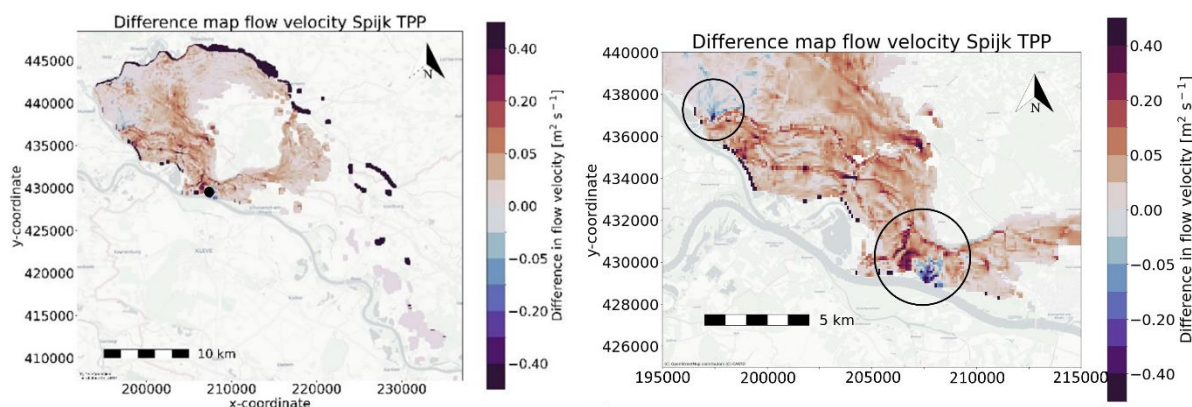 Difference map flow velocity Spijk TPP
445000
440000
435000
430000
425000
420000
415000
410000
y-coordinate
200000 210000 220000 230000
x-coordinate
N
KLEVE
10 km
0.40
0.20
0.05
0.00
−0.05
−0.20
−0.40
Difference in flow velocity [m² s⁻¹]
Difference map flow velocity Spijk TPP
440000
438000
436000
434000
432000
430000
428000
426000
y-coordinate
195000 200000 205000 210000 215000
N
5 km
(C) OpenStreetMap contributors (C) CARTO
0.40
0.20
0.05
0.00
−0.05
−0.20
−0.40
Difference in flow velocity [m² s⁻¹]